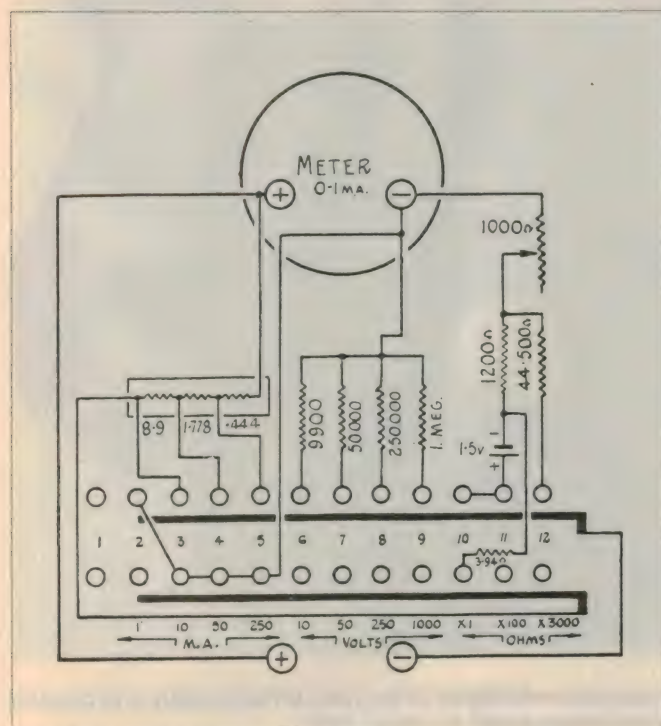 METER
0-1 MA.
+ −
1000Ω
1200Ω
44.500Ω
8.9 1.778 .444
9900
50000
250000
1. MEG.
1.5v
−
+
1 2 3 4 5 6 7 8 9 10 11 12
3.94Ω
1 10 50 250 10 50 250 1000 X1 X100 X3000
M.A. VOLTS OHMS
+ −